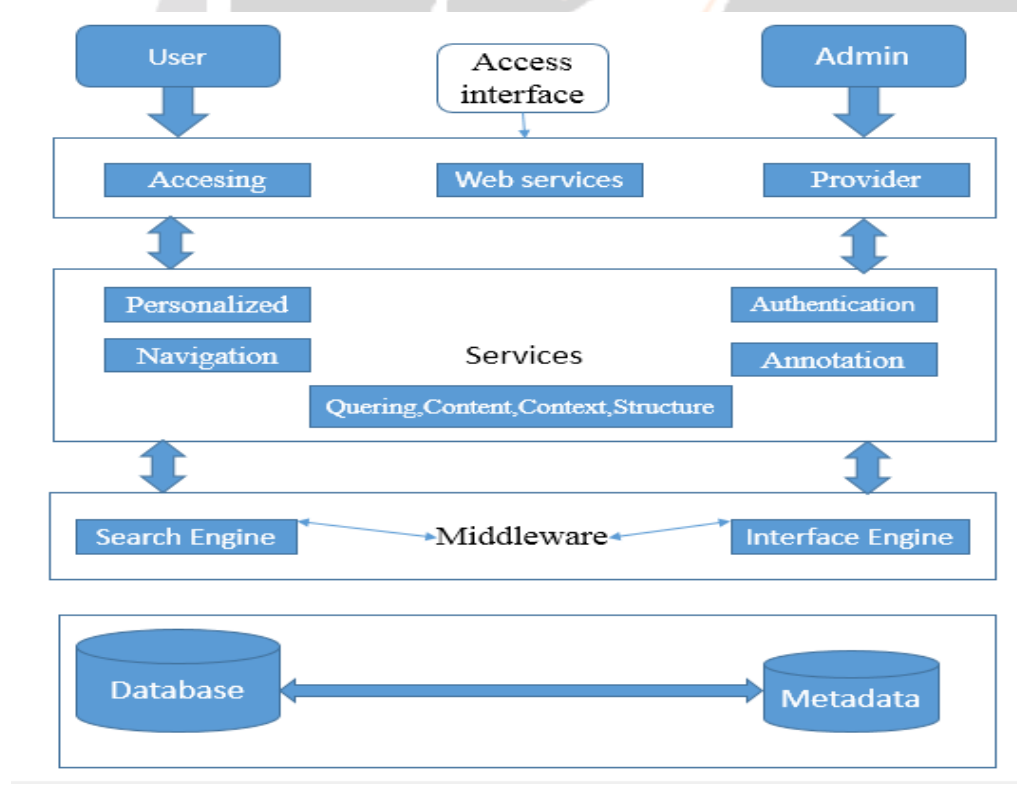 User
Access
interface
Admin
Accesing
Web services
Provider
Personalized
Authentication
Navigation
Services
Annotation
Quering,Content,Context,Structure
Search Engine
Middleware
Interface Engine
Database
Metadata